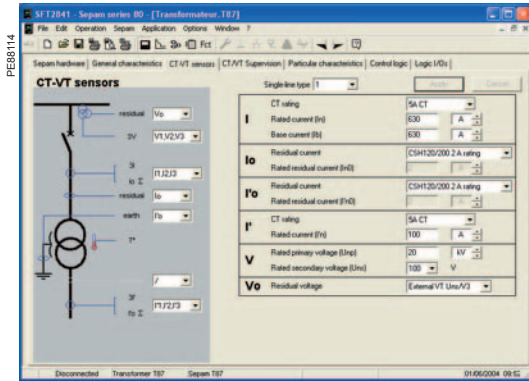 PE88114
SFT2841 - Sepam series 80 - [Transformateur.T87]
File Edit Operation Sepam Application Options Window ?
Fct
Sepam hardware General characteristics CT-VT sensors CT/VT Supervision Particular characteristics Control logic Logic I/Os
CT-VT sensors
Single-line type 1 Apply Cancel
residual Vo
3V V1,V2,V3
3I
Io Σ I1,I2,I3
residual Io
earth I'o
T°
/
3I'
I'o Σ I'1,I'2,I'3
I
CT rating 5A CT
Rated current (In) 630 A
Base current (Ib) 630 A
Io
Residual current CSH120/200 2 A rating
Rated residual current (In0) A
I'o
Residual current CSH120/200 2 A rating
Rated residual current (I'n0) A
I'
CT rating 5A CT
Rated current (I'n) 100 A
V
Rated primary voltage (Unp) 20 kV
Rated secondary voltage (Uns) 100 V
Vo
Residual voltage External VT Uns/V3
Disconnected Transformer T87 Sepam T87 01/06/2004 09:52